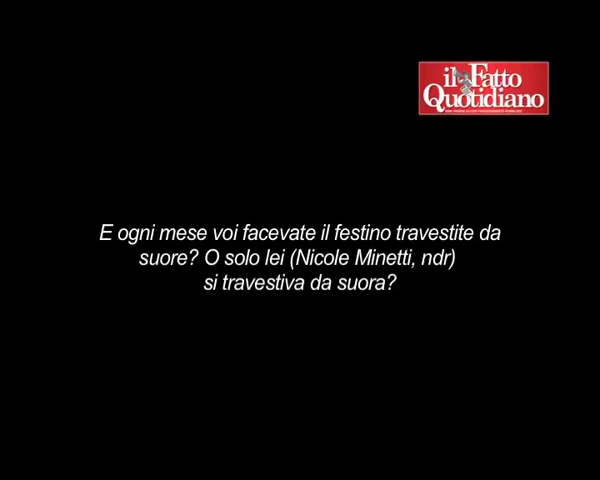 il Fatto
Quotidiano
E ogni mese voi facevate il festino travestite da
suore? O solo lei (Nicole Minetti, ndr)
si travestiva da suora?